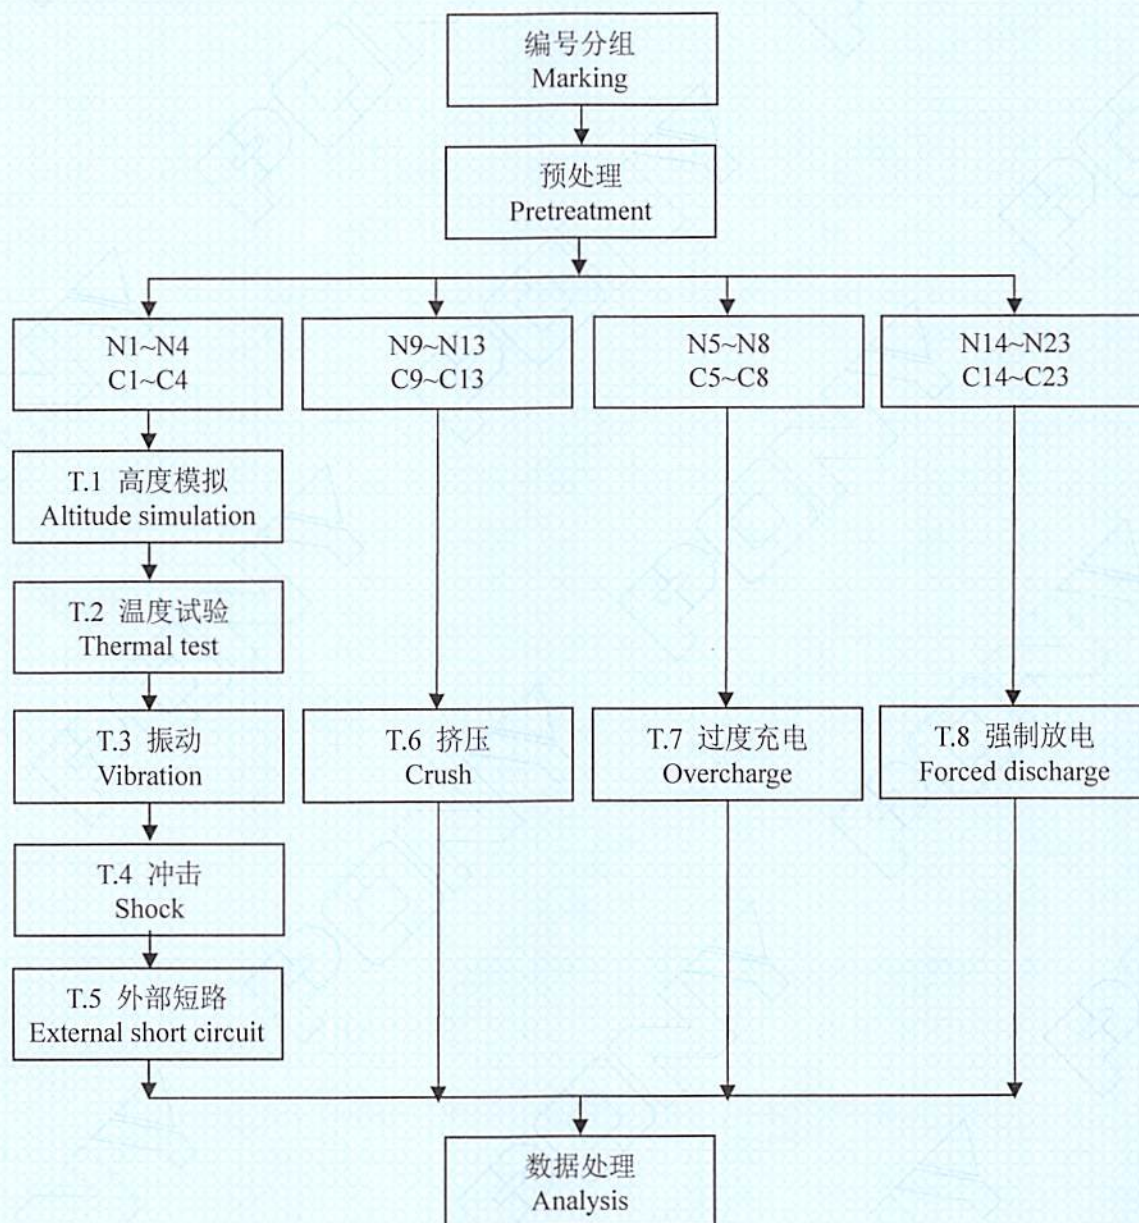 编号分组
Marking
预处理
Pretreatment
N1~N4
C1~C4
N9~N13
C9~C13
N5~N8
C5~C8
N14~N23
C14~C23
T.1 高度模拟
Altitude simulation
T.2 温度试验
Thermal test
T.3 振动
Vibration
T.6 挤压
Crush
T.7 过度充电
Overcharge
T.8 强制放电
Forced discharge
T.4 冲击
Shock
T.5 外部短路
External short circuit
数据处理
Analysis